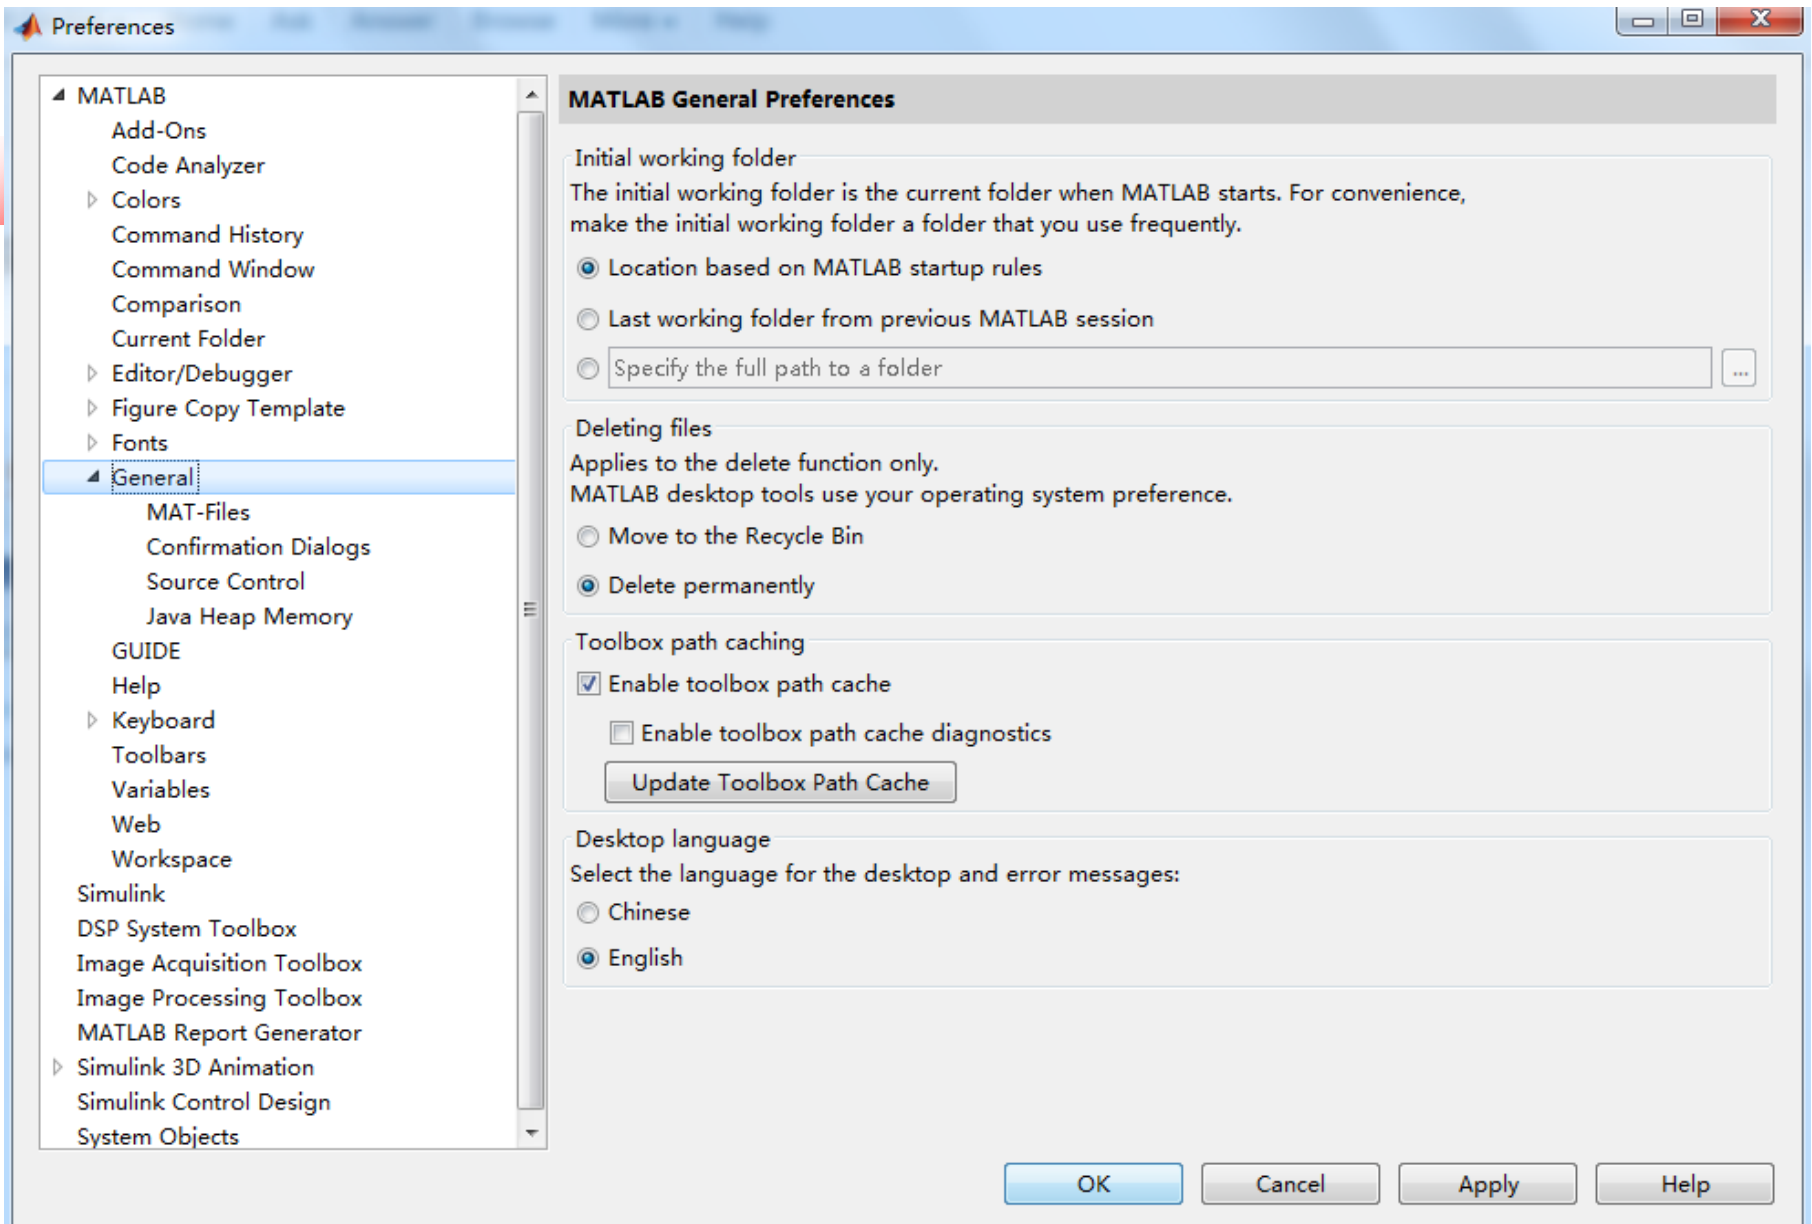 Ask Answer Browse More Help
Preferences
MATLAB
Add-Ons
Code Analyzer
Colors
Command History
Command Window
Comparison
Current Folder
Editor/Debugger
Figure Copy Template
Fonts
General
MAT-Files
Confirmation Dialogs
Source Control
Java Heap Memory
GUIDE
Help
Keyboard
Toolbars
Variables
Web
Workspace
Simulink
DSP System Toolbox
Image Acquisition Toolbox
Image Processing Toolbox
MATLAB Report Generator
Simulink 3D Animation
Simulink Control Design
System Objects
MATLAB General Preferences
Initial working folder
The initial working folder is the current folder when MATLAB starts. For convenience,
make the initial working folder a folder that you use frequently.
Location based on MATLAB startup rules
Last working folder from previous MATLAB session
Specify the full path to a folder
...
Deleting files
Applies to the delete function only.
MATLAB desktop tools use your operating system preference.
Move to the Recycle Bin
Delete permanently
Toolbox path caching
Enable toolbox path cache
Enable toolbox path cache diagnostics
Update Toolbox Path Cache
Desktop language
Select the language for the desktop and error messages:
Chinese
English
OK
Cancel
Apply
Help